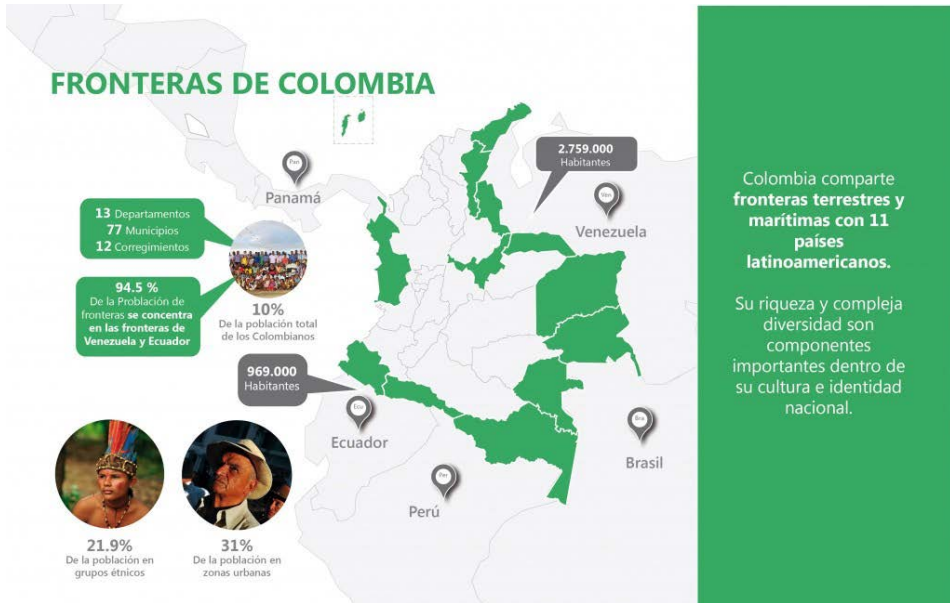 FRONTERAS DE COLOMBIA
Pan
Panamá
2.759.000
Habitantes
Ven
Venezuela
13 Departamentos
77 Municipios
12 Corregimientos
94.5 %
De la Problación de
fronteras se concentra
en las fronteras de
Venezuela y Ecuador
10%
De la población total
de los Colombianos
969.000
Habitantes
Ecu
Ecuador
Per
Perú
Bra
Brasil
21.9%
De la población en
grupos étnicos
31%
De la población en
zonas urbanas
Colombia comparte
fronteras terrestres y
marítimas con 11
países
latinoamericanos.
Su riqueza y compleja
diversidad son
componentes
importantes dentro de
su cultura e identidad
nacional.